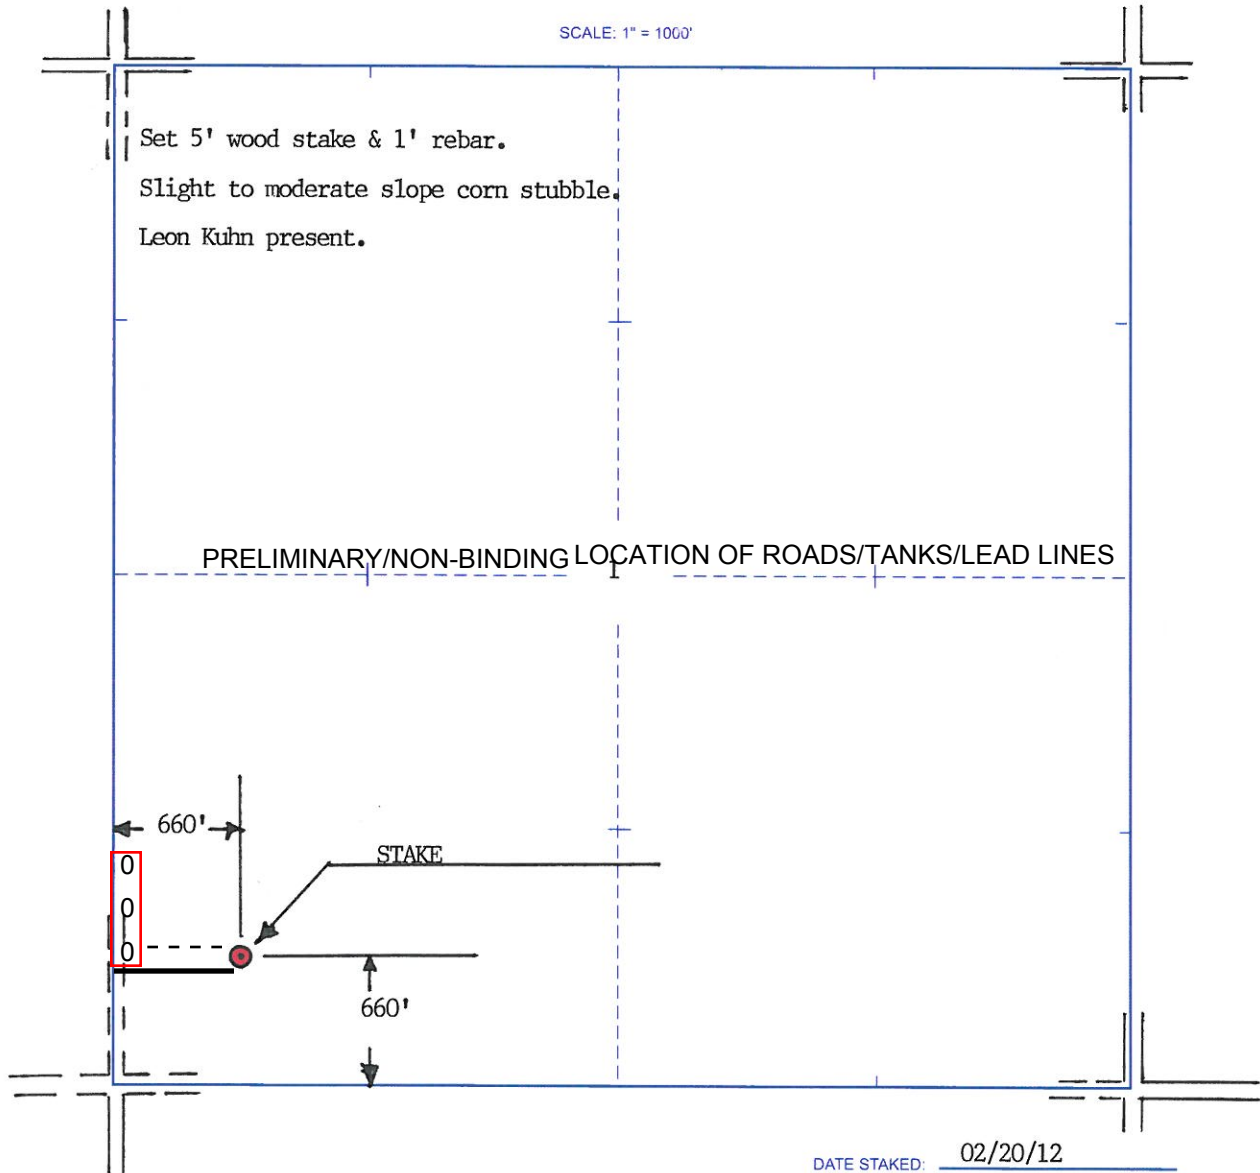 SCALE: 1" = 1000'
Set 5' wood stake & 1' rebar.
Slight to moderate slope corn stubble.
Leon Kuhn present.
PRELIMINARY/NON-BINDING LOCATION OF ROADS/TANKS/LEAD LINES
1
660'
STAKE
0
0
0
660'
DATE STAKED: 02/20/12